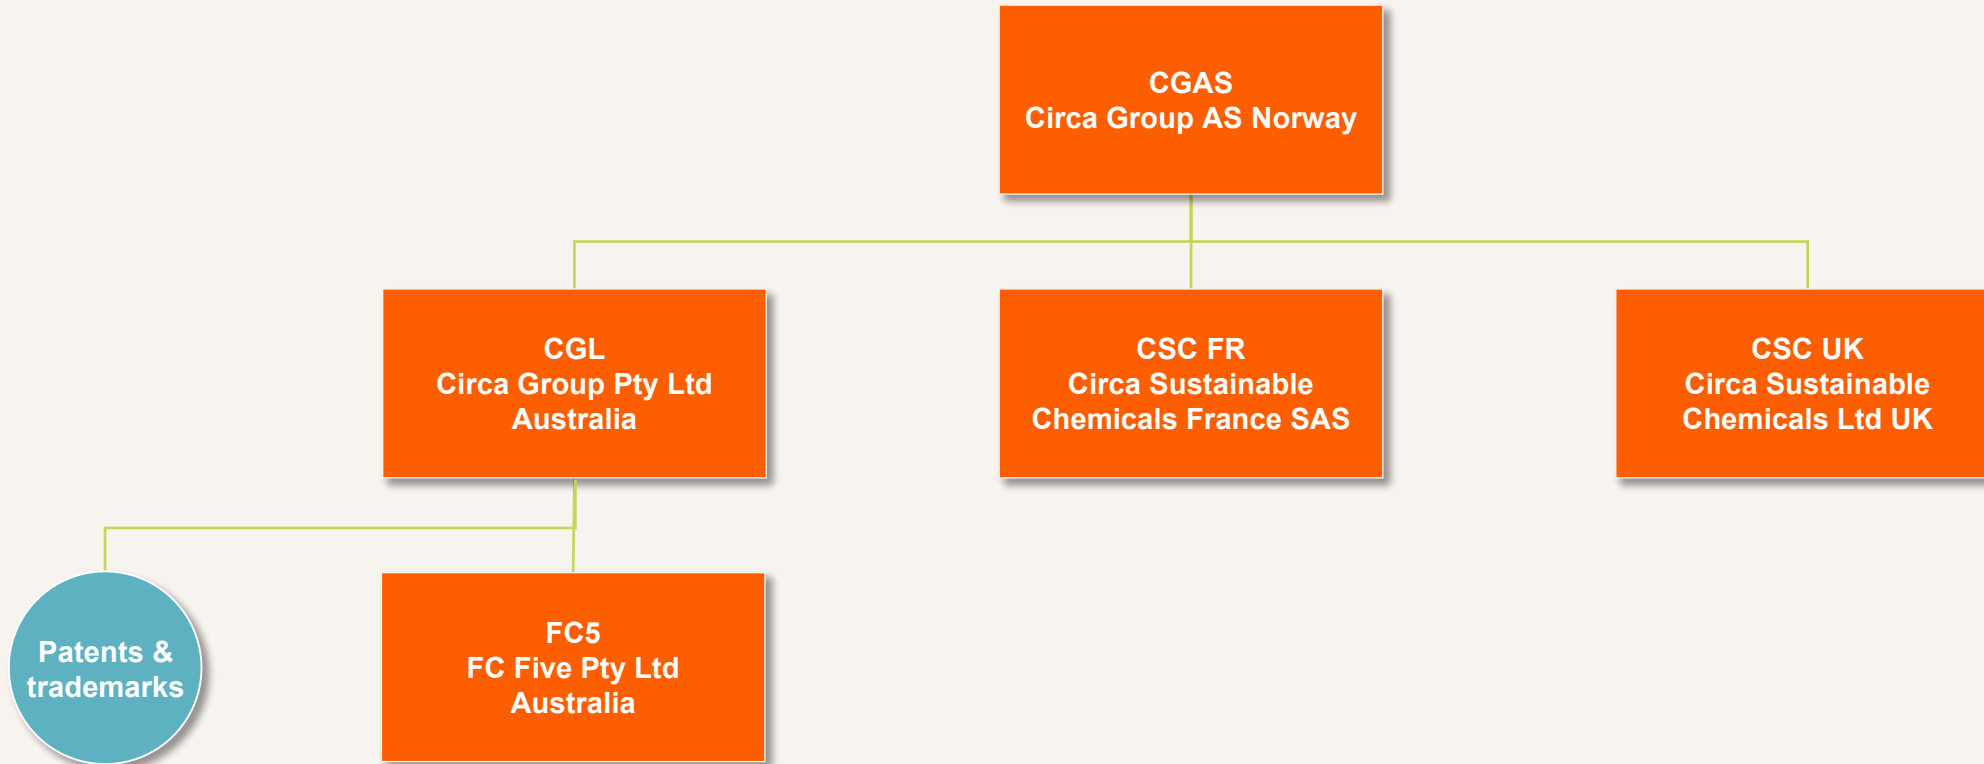 CGAS
Circa Group AS Norway
CGL
Circa Group Pty Ltd
Australia
CSC FR
Circa Sustainable
Chemicals France SAS
CSC UK
Circa Sustainable
Chemicals Ltd UK
Patents &
trademarks
FC5
FC Five Pty Ltd
Australia